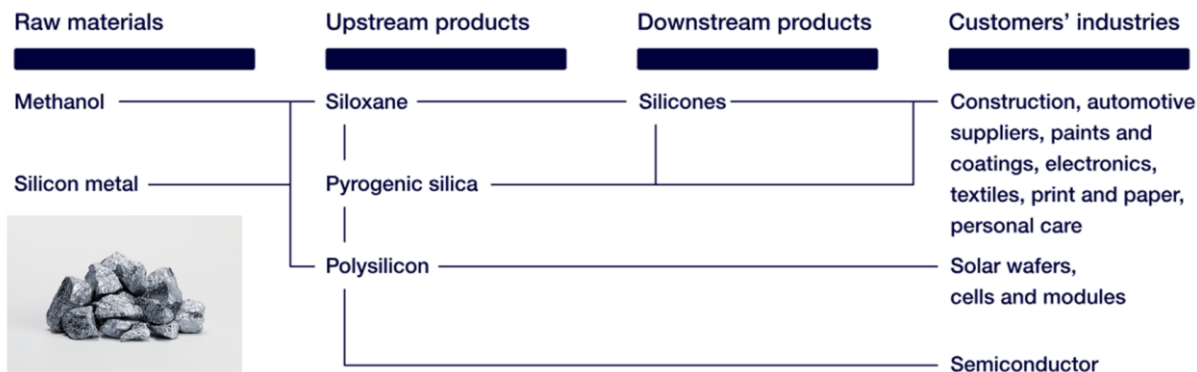 Raw materials
Upstream products
Downstream products
Customers’ industries
Methanol
Siloxane
Silicones
Construction, automotive
suppliers, paints and
coatings, electronics,
textiles, print and paper,
personal care
Silicon metal
Pyrogenic silica
Polysilicon
Solar wafers,
cells and modules
Semiconductor